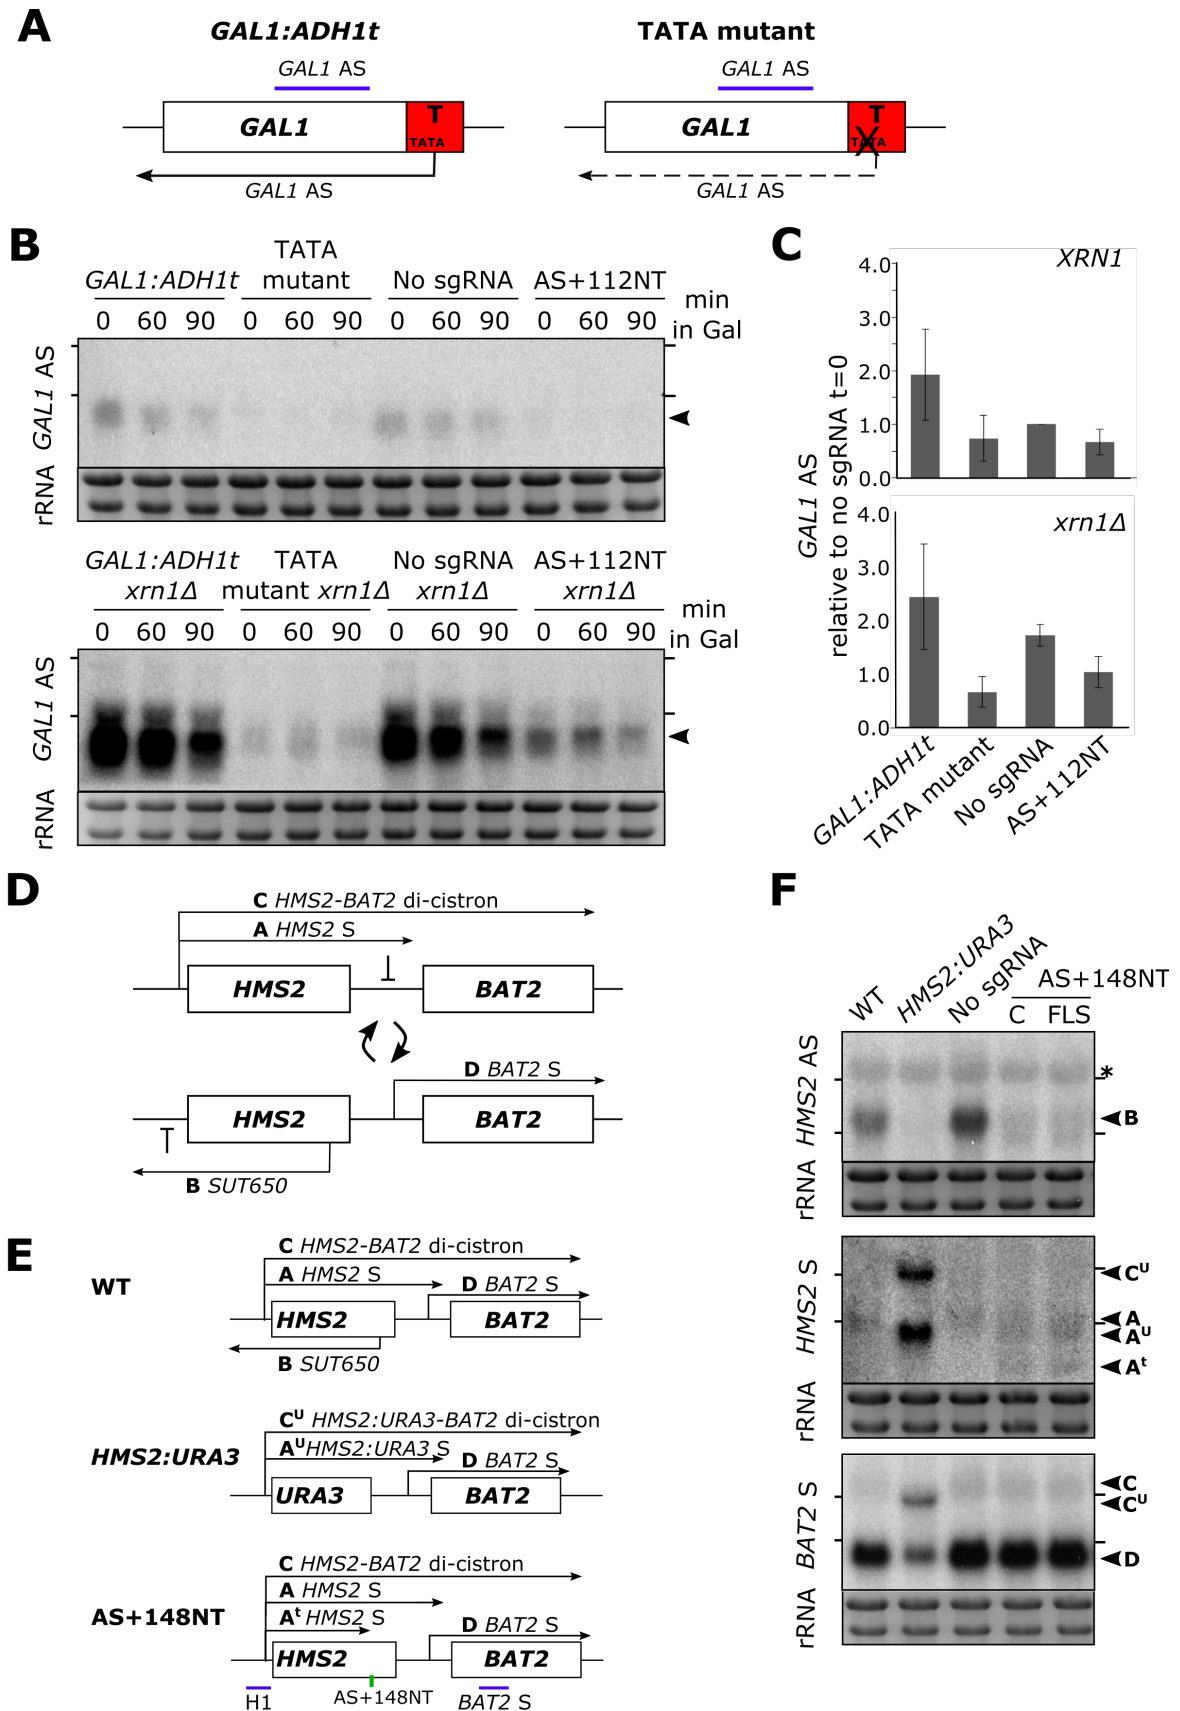 A
GAL1:ADH1t
TATA mutant
GAL1 AS
GAL1 AS
GAL1
T
TATA
GAL1
T
TATA
GAL1 AS
GAL1 AS
B
GAL1:ADH1t
TATA
mutant
No sgRNA
AS+112NT
0 60 90 0 60 90 0 60 90 0 60 90
min
in Gal
GAL1 AS
rRNA
GAL1:ADH1t
xrn1Δ
TATA
mutant xrn1Δ
No sgRNA
xrn1Δ
AS+112NT
xrn1Δ
0 60 90 0 60 90 0 60 90 0 60 90
min
in Gal
GAL1 AS
rRNA
C
GAL1 AS
relative to no sgRNA t=0
XRN1
4.0
3.0
2.0
1.0
0.0
xrn1Δ
4.0
3.0
2.0
1.0
0.0
GAL1:ADH1t
TATA mutant
No sgRNA
AS+112NT
D
C HMS2-BAT2 di-cistron
A HMS2 S
HMS2
BAT2
D BAT2 S
HMS2
BAT2
B SUT650
E
WT
C HMS2-BAT2 di-cistron
A HMS2 S
D BAT2 S
HMS2
BAT2
B SUT650
HMS2:URA3
Cᵁ HMS2:URA3-BAT2 di-cistron
AᵁHMS2:URA3 S
D BAT2 S
URA3
BAT2
AS+148NT
C HMS2-BAT2 di-cistron
A HMS2 S
Aᵗ HMS2 S
D BAT2 S
HMS2
BAT2
H1
AS+148NT
BAT2 S
F
WT
HMS2:URA3
No sgRNA
AS+148NT
C FLS
HMS2 AS
*
B
rRNA
HMS2 S
Cᵁ
A
Aᵁ
Aᵗ
rRNA
BAT2 S
C
Cᵁ
D
rRNA